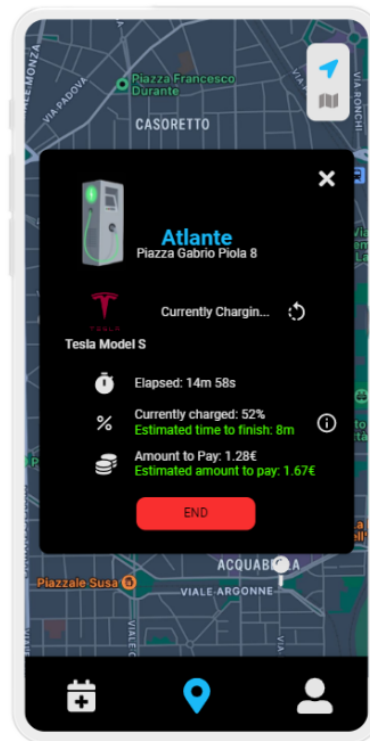 Piazza Francesco
Durante
VIA PADOVA
VIA RONCHI
CASORETTO
Atlante
Piazza Gabrio Piola 8
TESLA
Currently Chargin...
Tesla Model S
Elapsed: 14m 58s
%
Currently charged: 52%
Estimated time to finish: 8m
Amount to Pay: 1.28€
Estimated amount to pay: 1.67€
END
Piazzale Susa
VIALE ARGONNE